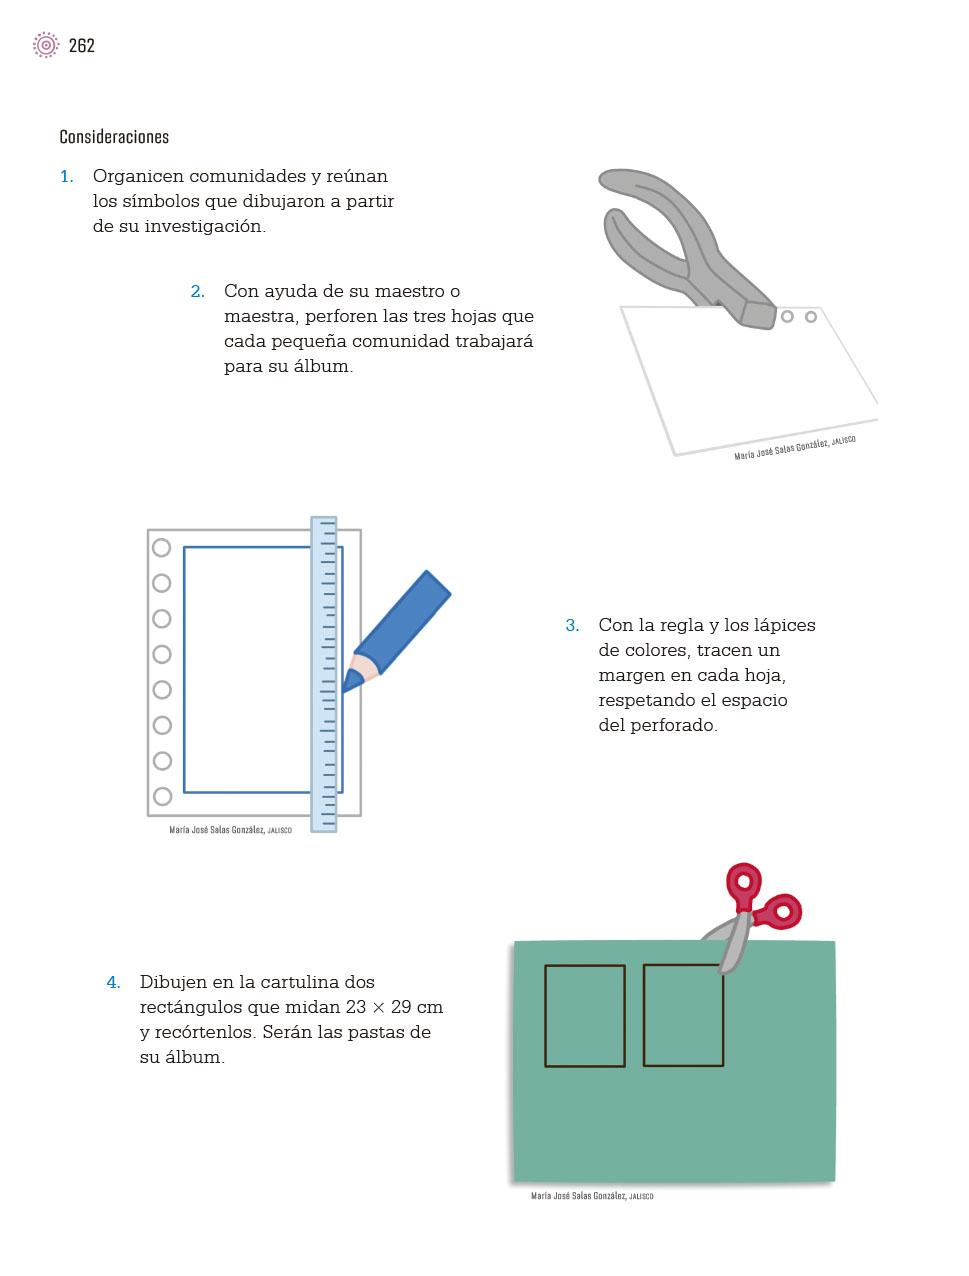 262
Consideraciones
1. Organicen comunidades y reúnan
los símbolos que dibujaron a partir
de su investigación.
2. Con ayuda de su maestro o
maestra, perforen las tres hojas que
cada pequeña comunidad trabajará
para su álbum.
María José Salas González, JALISCO
3. Con la regla y los lápices
de colores, tracen un
margen en cada hoja,
respetando el espacio
del perforado.
María José Salas González, JALISCO
4. Dibujen en la cartulina dos
rectángulos que midan 23 × 29 cm
y recórtenlos. Serán las pastas de
su álbum.
María José Salas González, JALISCO